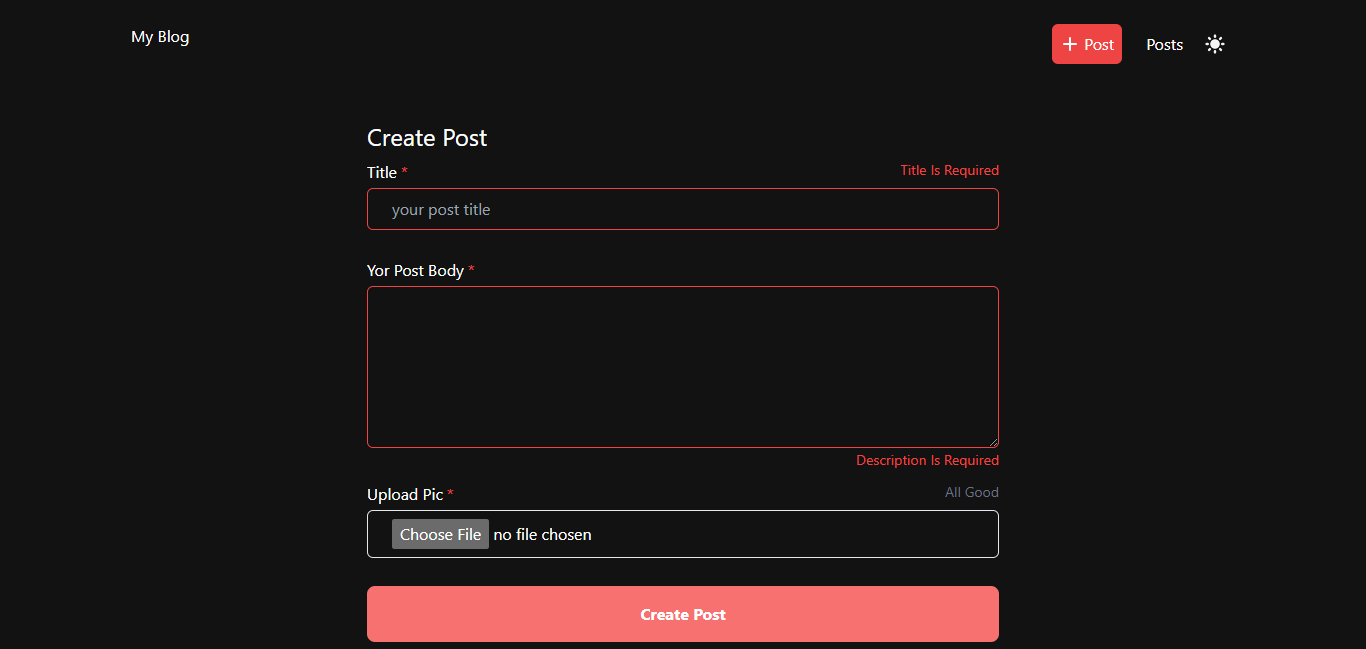 My Blog
Post Posts
Create Post
Title * Title Is Required
your post title
Yor Post Body *
Description Is Required
Upload Pic * All Good
Choose File no file chosen
Create Post